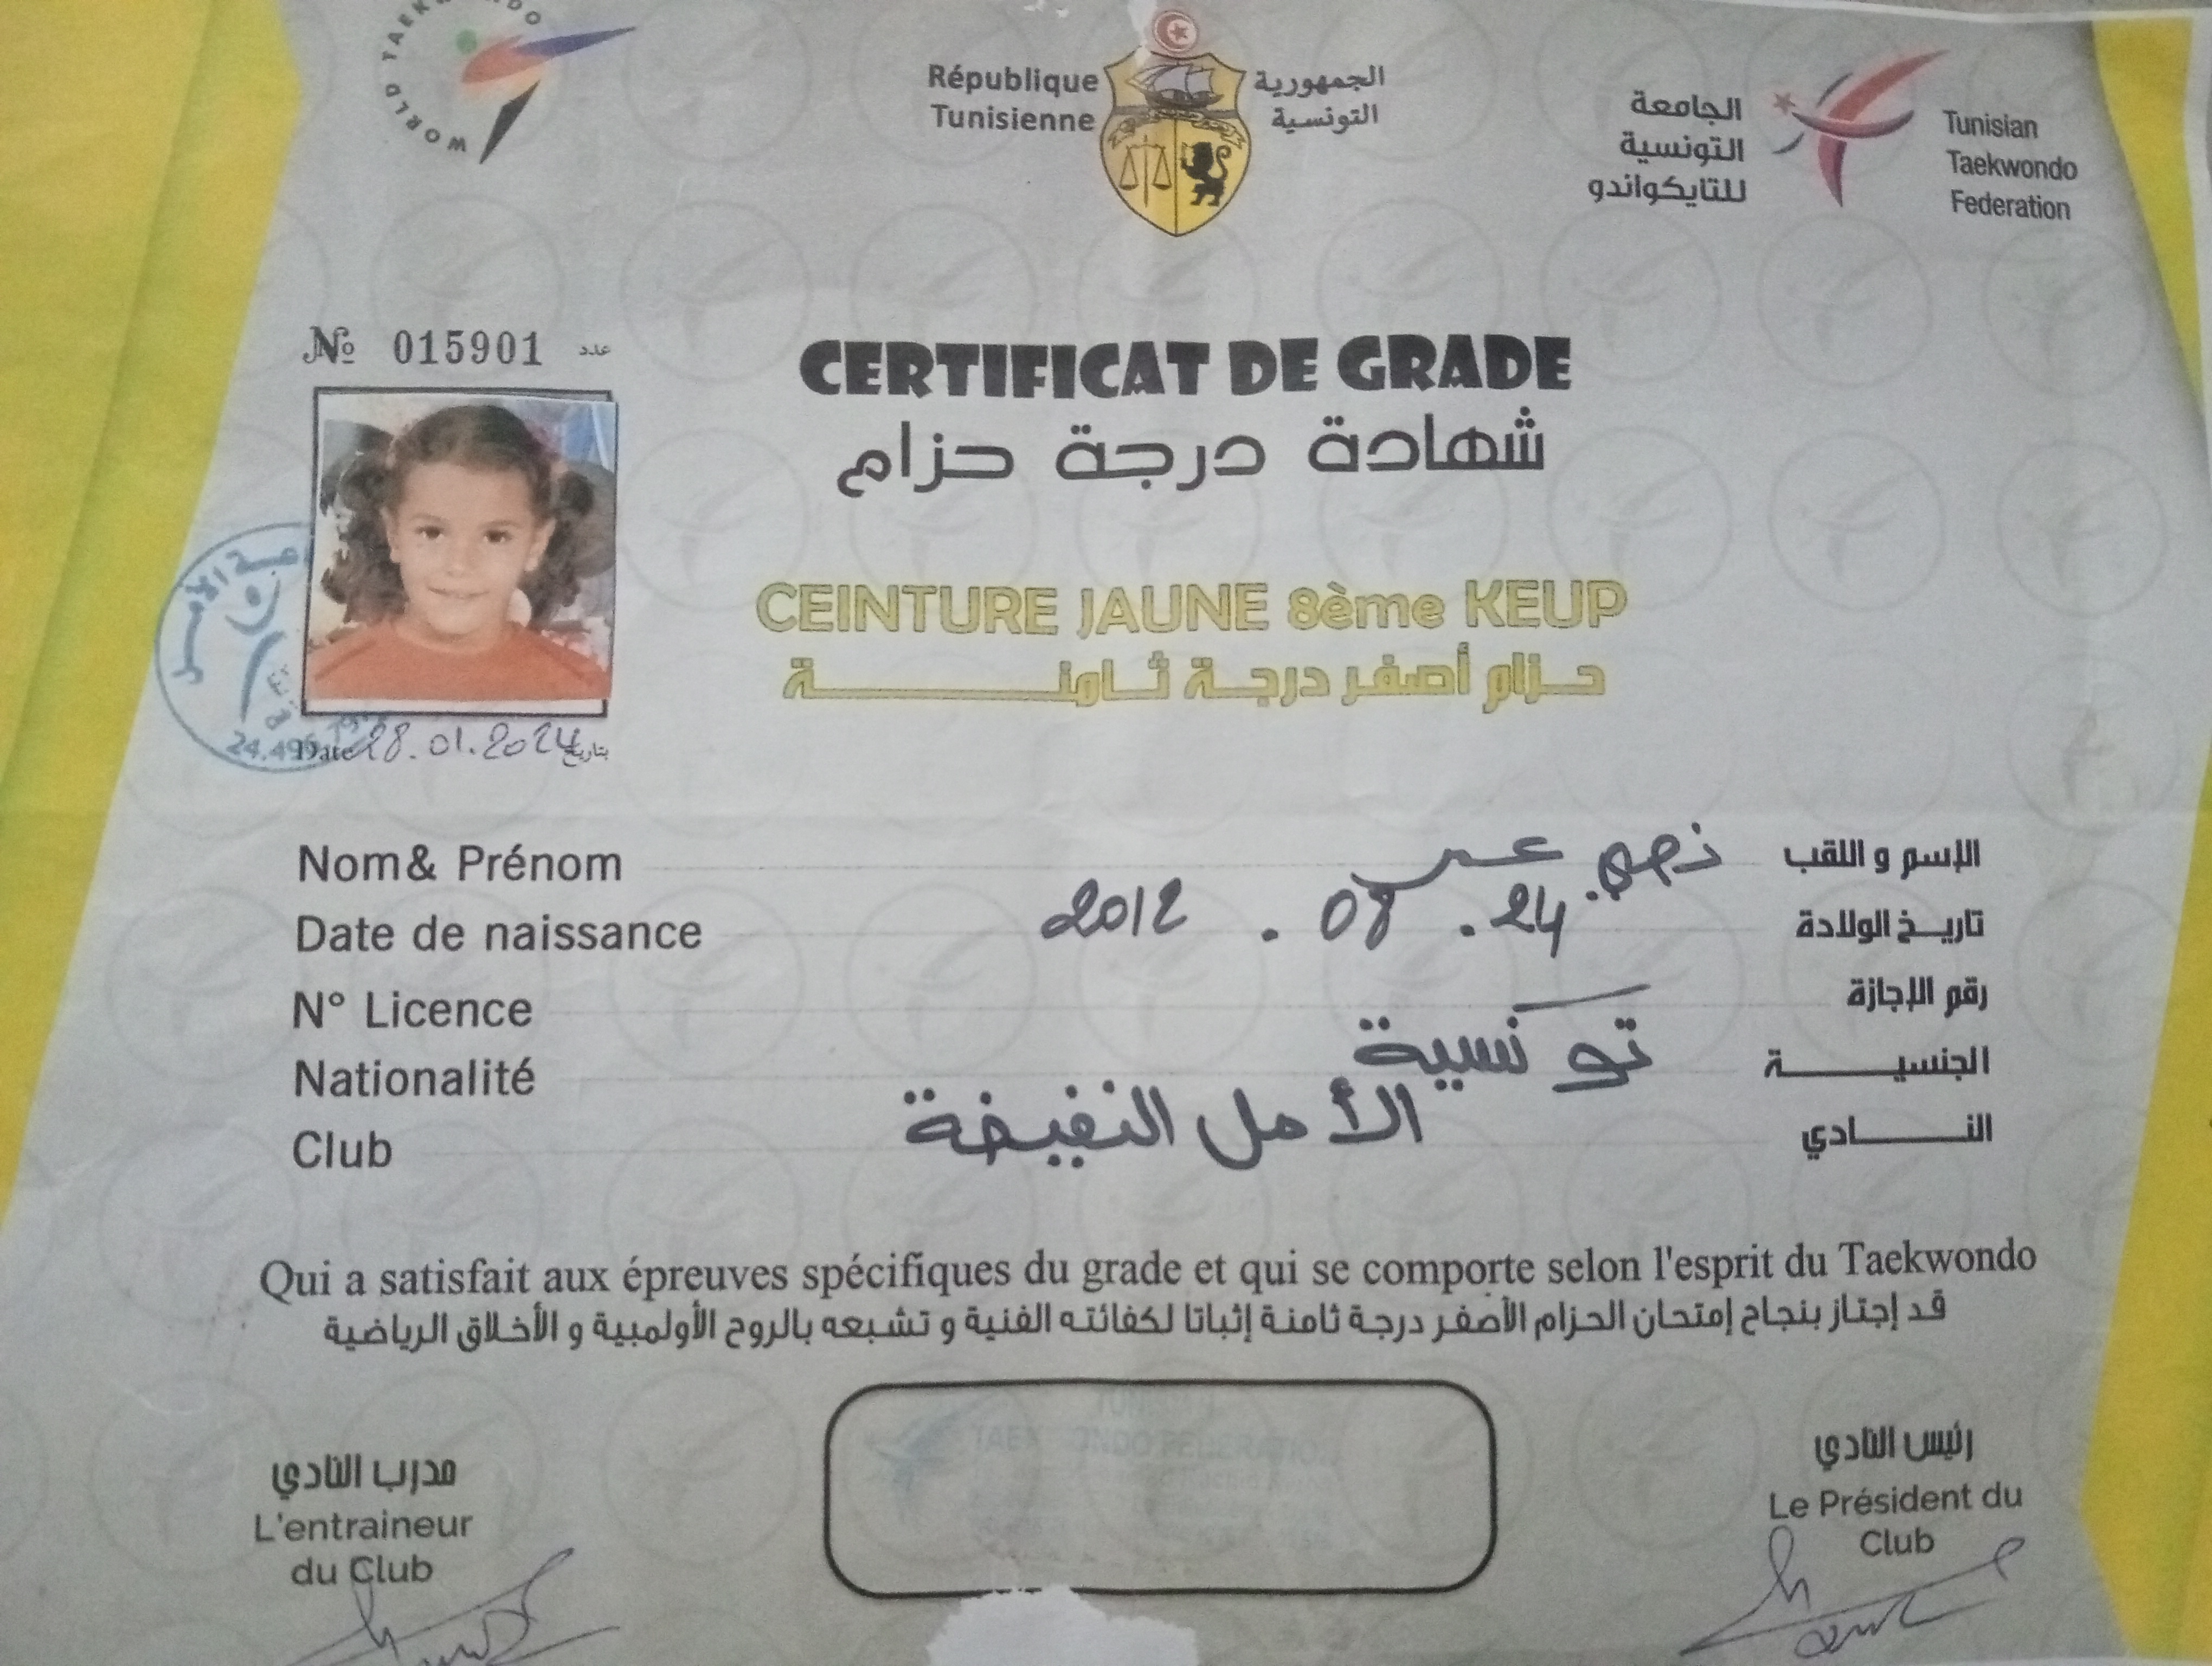 WORLD
République
Tunisienne
الجمهورية
التونسية
الجامعة
التونسية
للتايكواندو
Tunisian
Taekwondo
Federation
№ 015901 عدد
CERTIFICAT DE GRADE
شهادة درجة حزام
CEINTURE JAUNE 8ème KEUP
حزام أصفر درجة ثامنة
Date 28.01.2024 بتاريخ
Nom& Prénom الإسم و اللقب
Date de naissance 24 . 08 . 2012 تاريخ الولادة
N° Licence رقم الإجازة
Nationalité تونسية الجنسية
Club الأمل النفيضة النادي
Qui a satisfait aux épreuves spécifiques du grade et qui se comporte selon l'esprit du Taekwondo
قد إجتاز بنجاح إمتحان الحزام الأصفر درجة ثامنة إثباتا لكفائته الفنية و تشبعه بالروح الأولمبية و الأخلاق الرياضية
مدرب النادي
L'entraineur
du Club
رئيس النادي
Le Président du
Club